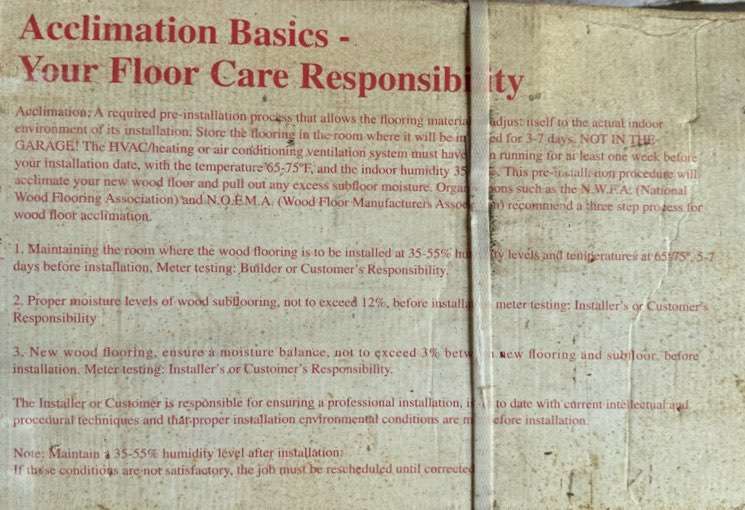 Acclimation Basics -
Your Floor Care Responsibility
Acclimation: A required pre-installation process that allows the flooring material adjust itself to the actual indoor
environment of its installation. Store the flooring in the room where it will be in ed for 3-7 days. NOT IN THE
GARAGE! The HVAC/heating or air conditioning ventilation system must have n running for at least one week before
your installation date, with the temperature 65-75°F, and the indoor humidity 35 . This pre-installation procedure will
acclimate your new wood floor and pull out any excess subfloor moisture. Organ ons such as the N.W.F.A. (National
Wood Flooring Association) and N.O.F.M.A. (Wood Floor Manufacturers Assoc n) recommend a three step process for
wood floor acclimation.
1. Maintaining the room where the wood flooring is to be installed at 35-55% hu ty levels and temperatures at 65-75°, 5-7
days before installation, Meter testing: Builder or Customer's Responsibility.
2. Proper moisture levels of wood subflooring, not to exceed 12%, before installa meter testing: Installer's or Customer's
Responsibility
3. New wood flooring, ensure a moisture balance, not to exceed 3% betw n new flooring and subfloor, before
installation. Meter testing: Installer's or Customer's Responsibility.
The Installer or Customer is responsible for ensuring a professional installation, is to date with current intellectual and
procedural techniques and that proper installation environmental conditions are m efore installation.
Note: Maintain a 35-55% humidity level after installation:
If these conditions are not satisfactory, the job must be rescheduled until corrected